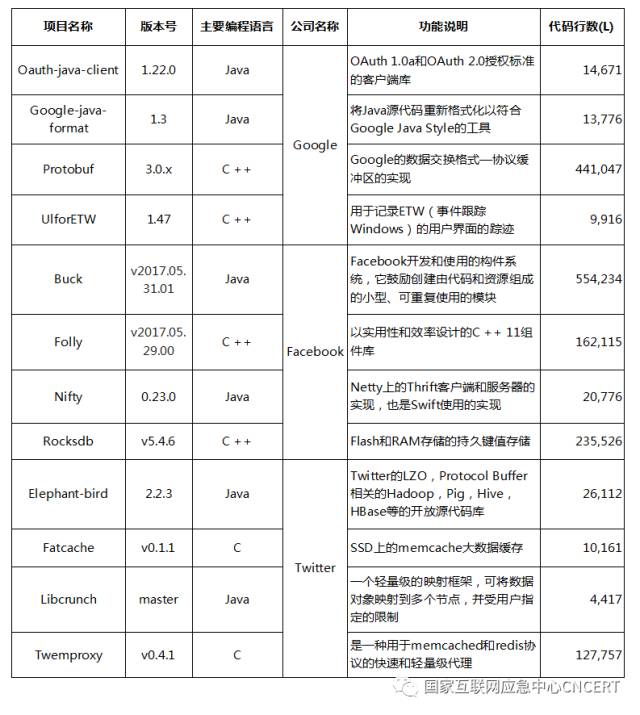 项目名称 版本号 主要编程语言 公司名称 功能说明 代码行数(L)
Oauth-java-client 1.22.0 Java OAuth 1.0a和OAuth 2.0授权标准
的客户端库 14,671
Google-java-
format 1.3 Java 将Java源代码重新格式化以符合
Google Java Style的工具 13,776
Google
Protobuf 3.0.x C ++ Google的数据交换格式—协议缓
冲区的实现 441,047
UIforETW 1.47 C ++ 用于记录ETW（事件跟踪
Windows）的用户界面的踪迹 9,916
Buck v2017.05.
31.01 Java Facebook开发和使用的构件系
统，它鼓励创建由代码和资源组成
的小型、可重复使用的模块 554,234
Folly v2017.05.
29.00 C ++ 以实用性和效率设计的C ++ 11组
件库 162,115
Facebook
Nifty 0.23.0 Java Netty上的Thrift客户端和服务器的
实现，也是Swift使用的实现 20,776
Rocksdb v5.4.6 C ++ Flash和RAM存储的持久键值存储 235,526
Elephant-bird 2.2.3 Java Twitter的LZO，Protocol Buffer
相关的Hadoop，Pig，Hive，
HBase等的开放源代码库 26,112
Fatcache v0.1.1 C SSD上的memcache大数据缓存 10,161
Twitter
Libcrunch master Java 一个轻量级的映射框架，可将数据
对象映射到多个节点，并受用户指
定的限制 4,417
Twemproxy v0.4.1 C 是一种用于memcached和redis协
议的快速和轻量级代理 127,757
国家互联网应急中心CNCERT